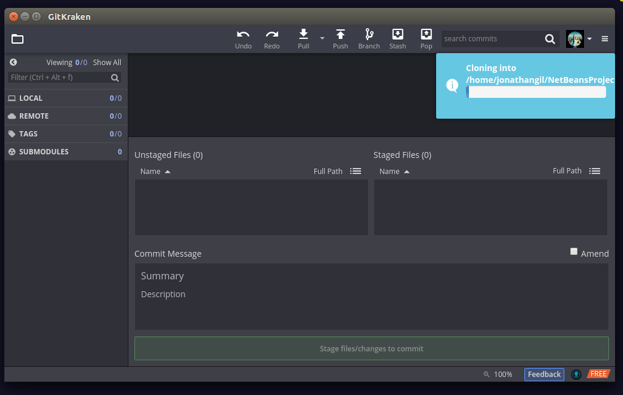 GitKraken
Undo
Redo
Pull
Push
Branch
Stash
Pop
search commits
Viewing 0/0 Show All
Filter (Ctrl + Alt + f)
LOCAL 0/0
REMOTE 0/0
TAGS 0/0
SUBMODULES 0
Cloning into
/home/jonathangil/NetBeansProjec
Unstaged Files (0)
Name Full Path
Staged Files (0)
Name Full Path
Commit Message
Amend
Summary
Description
Stage files/changes to commit
100%
Feedback
FREE